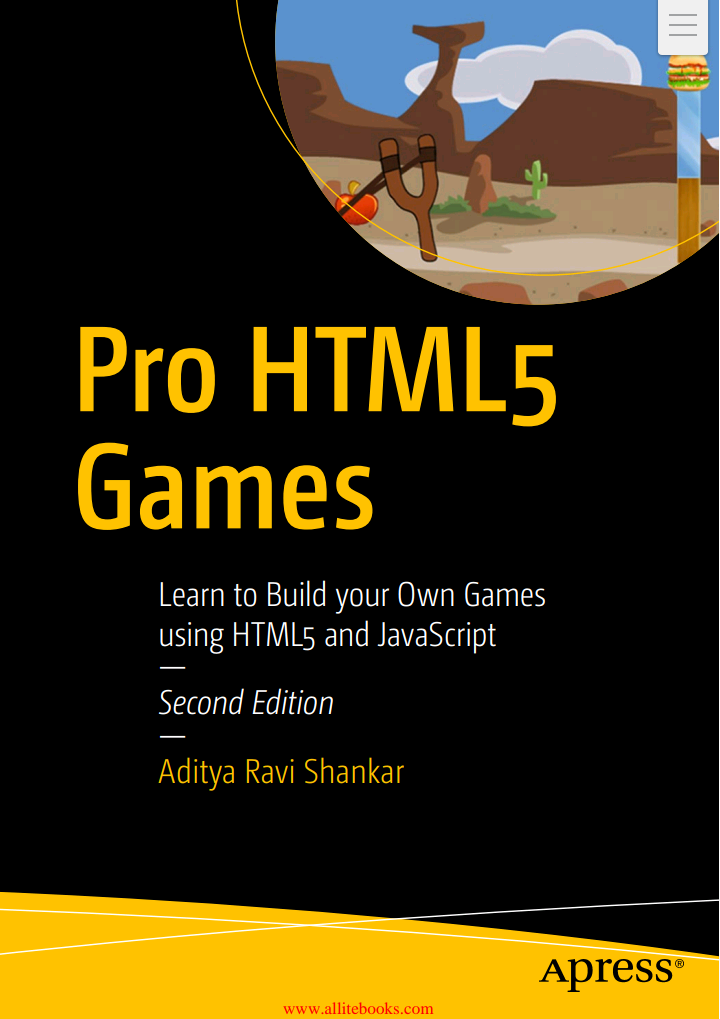 Pro HTML5
Games
Learn to Build your Own Games
using HTML5 and JavaScript
—
Second Edition
—
Aditya Ravi Shankar
Apress®
www.allitebooks.com